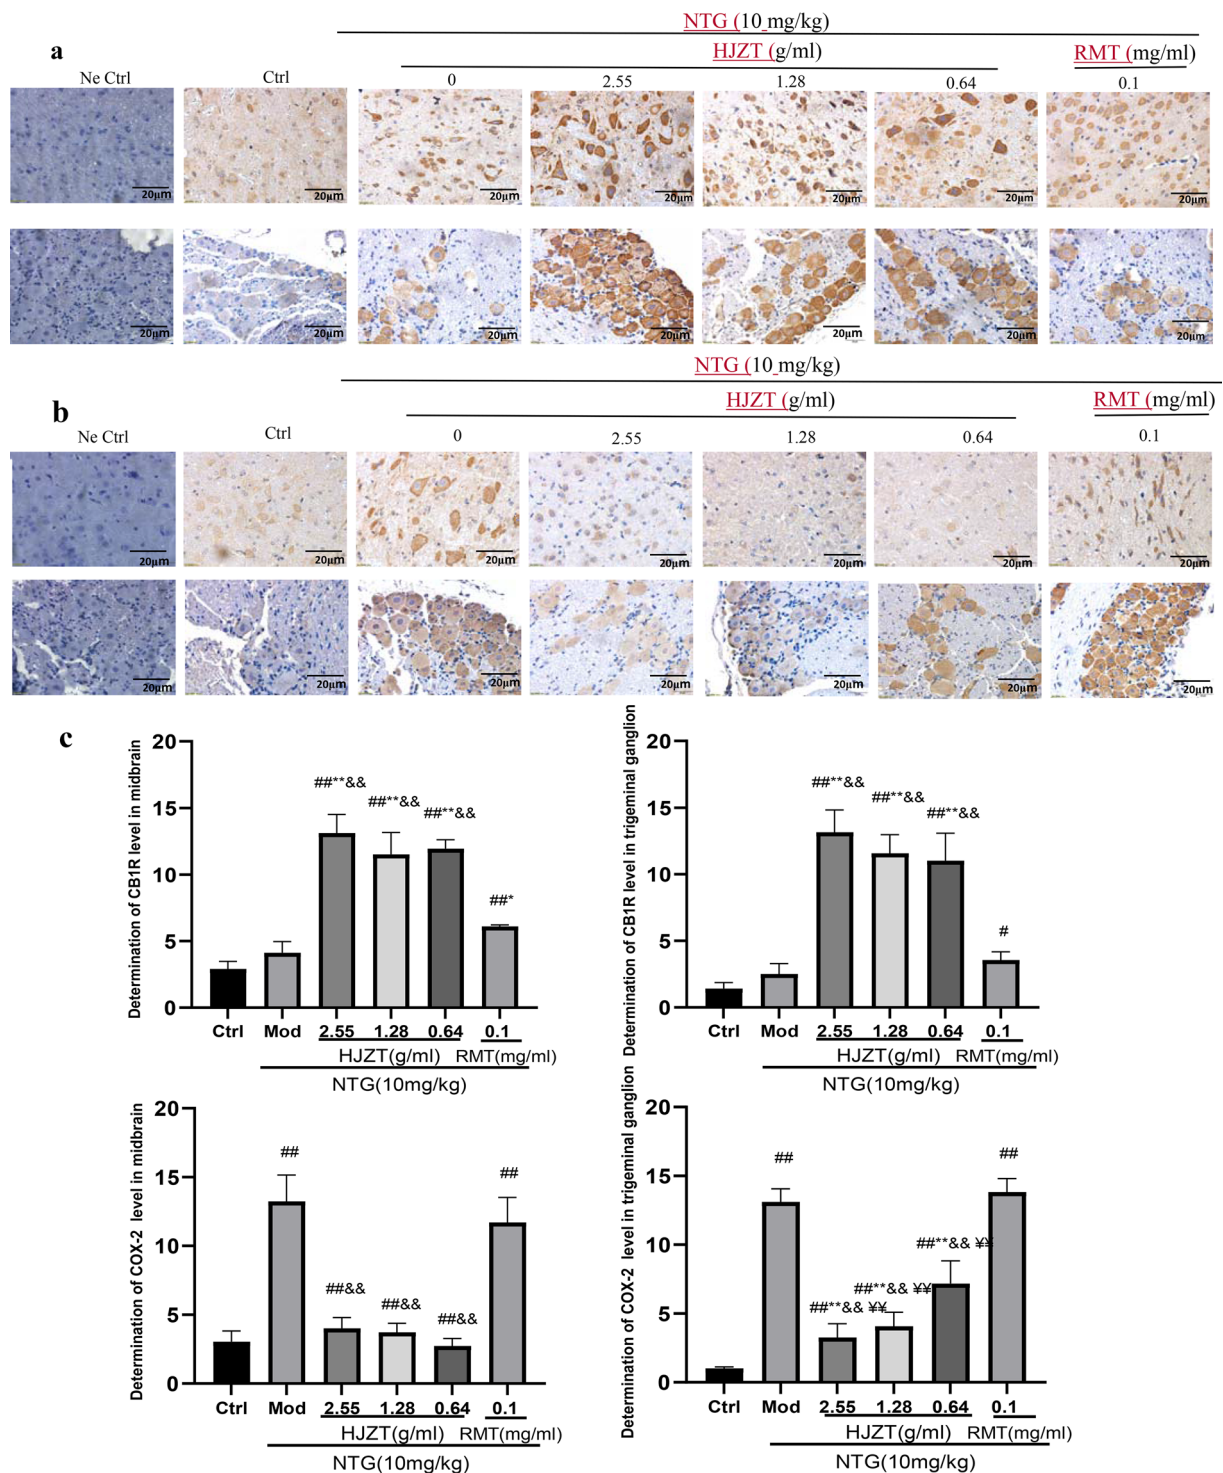 NTG (10 mg/kg)
a
HJZT (g/ml)
RMT (mg/ml)
Ne Ctrl
Ctrl
0
2.55
1.28
0.64
0.1
20μm
20μm
20μm
20μm
20μm
20μm
20μm
20μm
20μm
20μm
20μm
20μm
20μm
20μm
NTG (10 mg/kg)
b
HJZT (g/ml)
RMT (mg/ml)
Ne Ctrl
Ctrl
0
2.55
1.28
0.64
0.1
20μm
20μm
20μm
20μm
20μm
20μm
20μm
20μm
20μm
20μm
20μm
20μm
20μm
20μm
c
Determination of CB1R level in midbrain
20
15
10
5
0
##**&&
##**&&
##**&&
##*
Ctrl
Mod
2.55
1.28
0.64
0.1
HJZT(g/ml)
RMT(mg/ml)
NTG(10mg/kg)
Determination of CB1R level in trigeminal ganglion
20
15
10
5
0
##**&&
##**&&
##**&&
#
Ctrl
Mod
2.55
1.28
0.64
0.1
HJZT(g/ml)
RMT(mg/ml)
NTG(10mg/kg)
Determination of COX-2 level in midbrain
20
15
10
5
0
##
##&&
##&&
##&&
##
Ctrl
Mod
2.55
1.28
0.64
0.1
HJZT(g/ml)
RMT(mg/ml)
NTG(10mg/kg)
Determination of COX-2 level in trigeminal ganglion
20
15
10
5
0
##
##**&& ¥¥
##**&& ¥¥
##**&& ¥¥
##
Ctrl
Mod
2.55
1.28
0.64
0.1
HJZT(g/ml)
RMT(mg/ml)
NTG(10mg/kg)